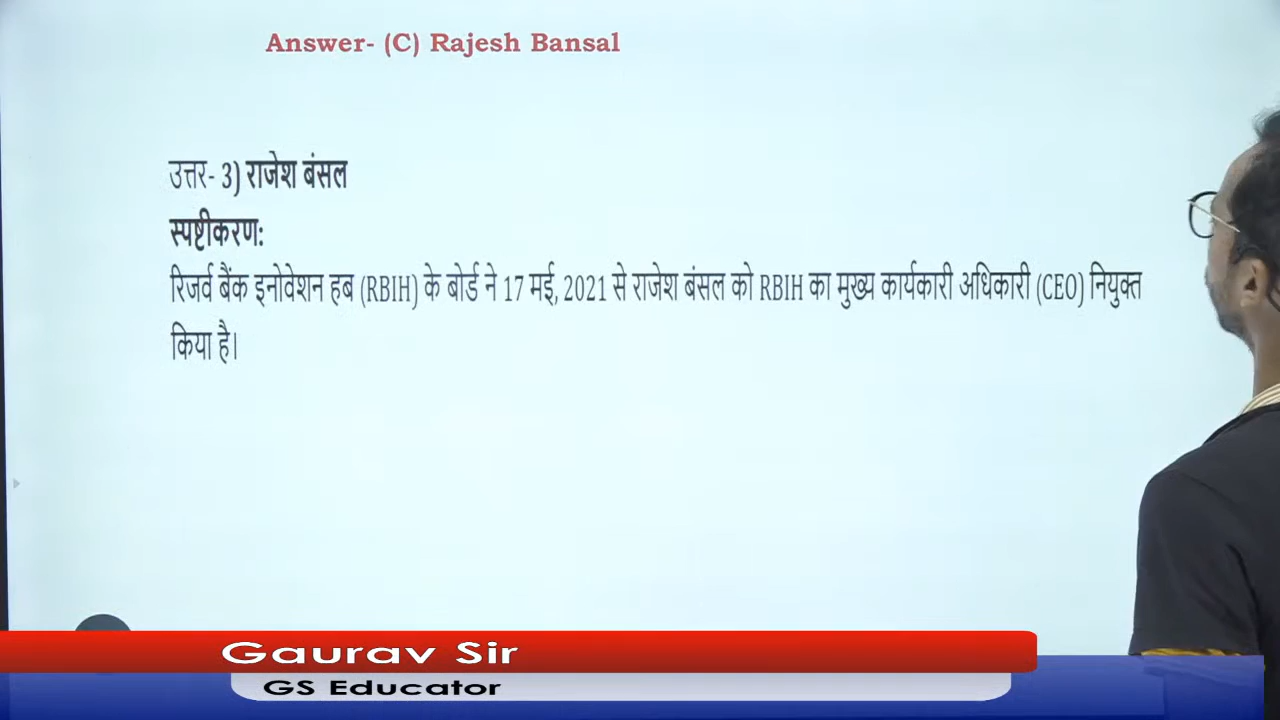 Answer- (C) Rajesh Bansal
उत्तर- 3) राजेश बंसल
स्पष्टीकरण:
रिजर्व बैंक इनोवेशन हब (RBIH) के बोर्ड ने 17 मई, 2021 से राजेश बंसल को RBIH का मुख्य कार्यकारी अधिकारी (CEO) नियुक्त
किया है।
Gaurav Sir
GS Educator